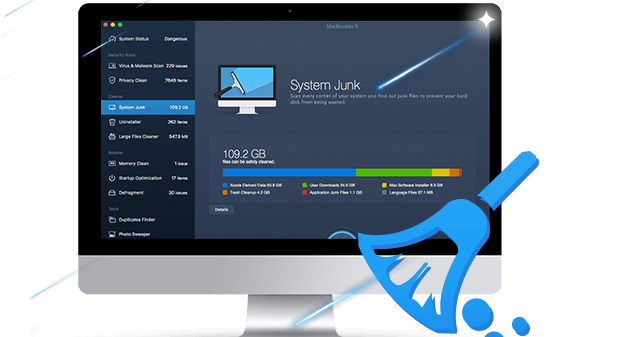 MacBooster 5
System Status Dangerous
Security Risks
Virus & Malware Scan 229 issues
Privacy Clean 7649 items
Cleaner
System Junk 109.2 GB
Uninstaller 262 items
Large Files Cleaner 947.9 MB
Booster
Memory Clean 1 issue
Startup Optimization 17 items
Defragment 30 issues
Tools
Duplicates Finder
Photo Sweeper
System Junk
Scan every corner of your system and find out junk files to prevent your hard
disk from being wasted.
109.2 GB
files can be safely cleaned.
Xcode Derived Data 60.8 GB User Downloads 34.6 GB Mac Software Installer 8.3 GB
Trash Cleanup 4.2 GB Application Junk Files 1.1 GB Language Files 67.1 MB
Details